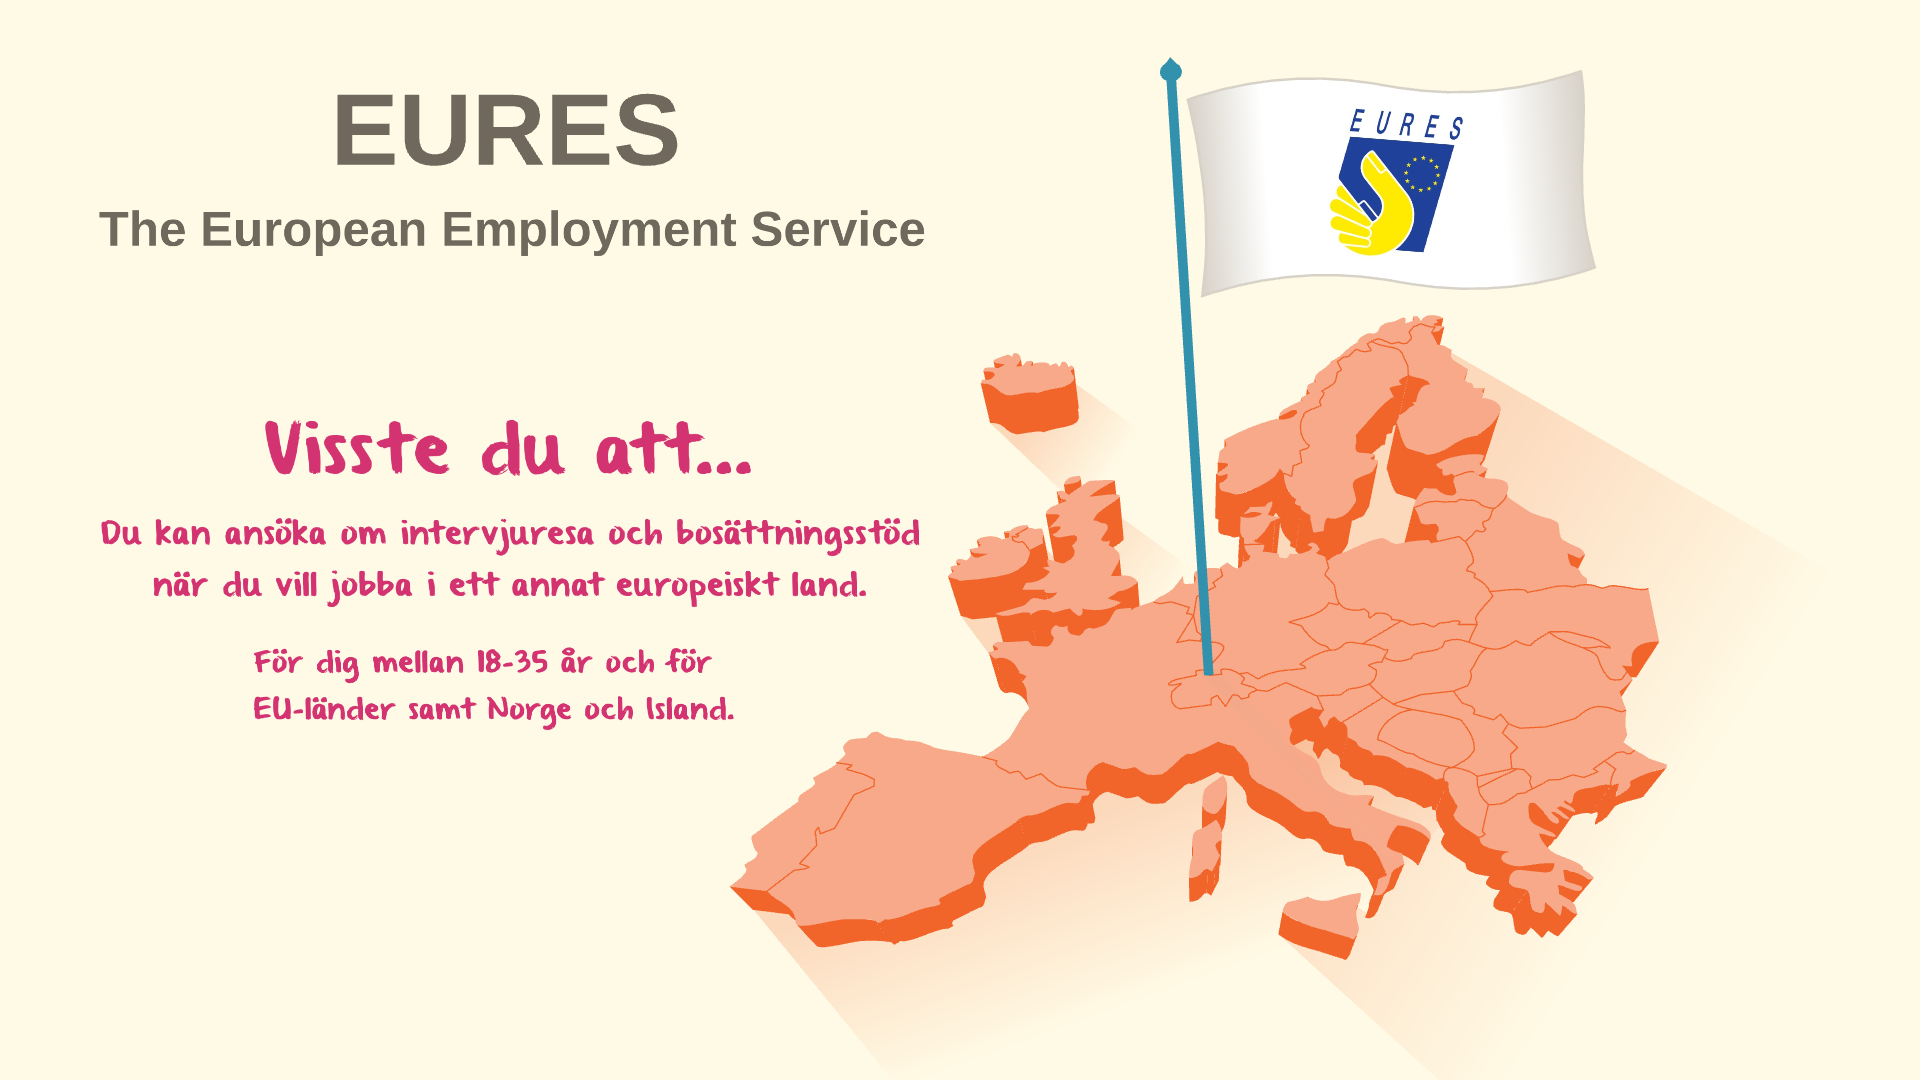 EURES
The European Employment Service
EURES
Visste du att...
Du kan ansöka om intervjuresa och bosättningsstöd
när du vill jobba i ett annat europeiskt land.
För dig mellan 18-35 år och för
EU-länder samt Norge och Island.